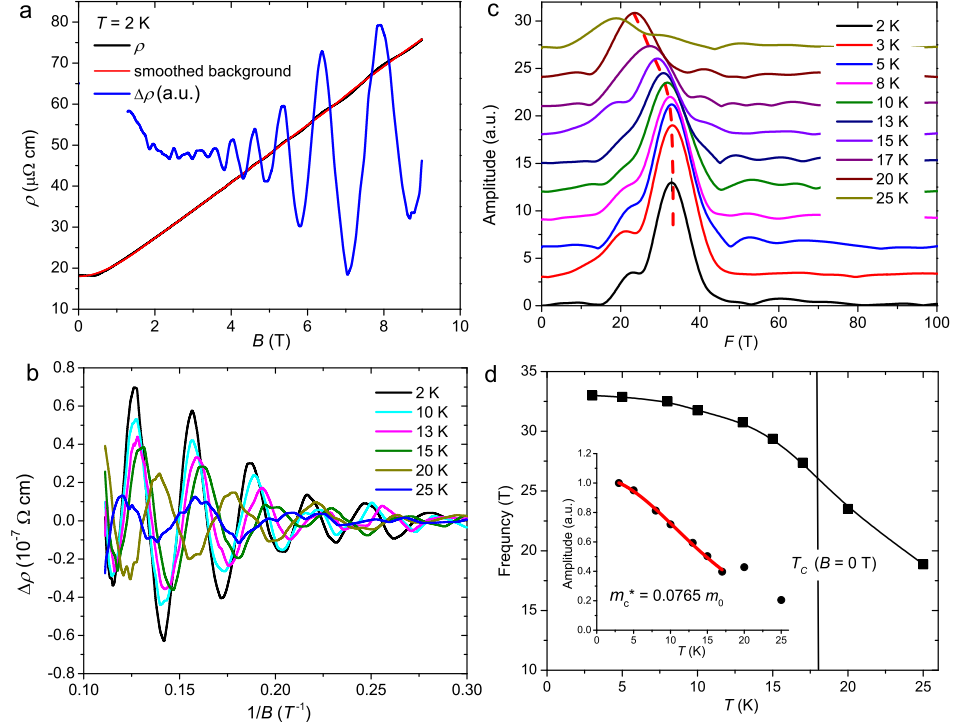 a
T = 2 K
ρ
smoothed background
Δρ (a.u.)
ρ (μΩ cm)
80
70
60
50
40
30
20
10
0 2 4 6 8 10
B (T)
b
2 K
10 K
13 K
15 K
20 K
25 K
Δρ (10⁻⁷ Ω cm)
0.8
0.6
0.4
0.2
0.0
-0.2
-0.4
-0.6
-0.8
0.10 0.15 0.20 0.25 0.30
1/B (T⁻¹)
c
2 K
3 K
5 K
8 K
10 K
13 K
15 K
17 K
20 K
25 K
Amplitude (a.u.)
30
25
20
15
10
5
0
0 20 40 60 80 100
F (T)
d
Frequncy (T)
35
30
25
20
15
10
0 5 10 15 20 25
T (K)
T_C (B = 0 T)
Amplitude (a.u.)
1.2
1.0
0.8
0.6
0.4
0.2
0.0
0 5 10 15 20 25
T (K)
m_c* = 0.0765 m_0